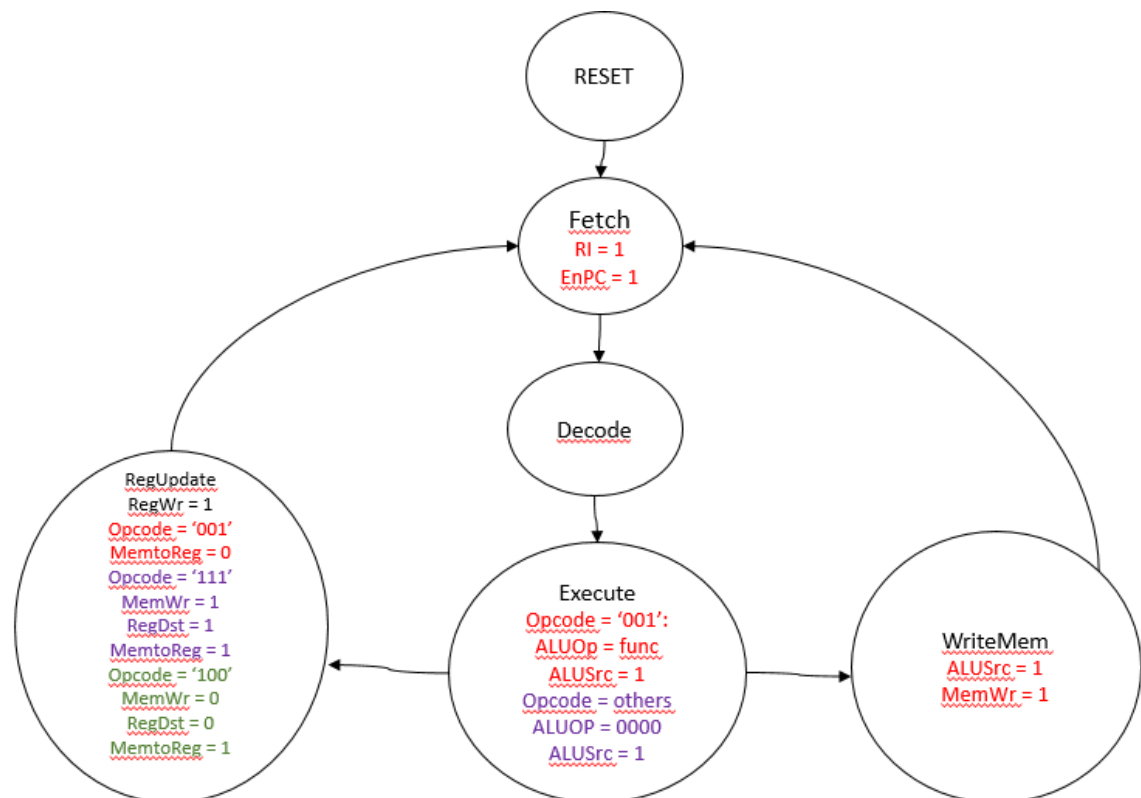 RESET
Fetch
RI = 1
EnPC = 1
Decode
RegUpdate
RegWr = 1
Opcode = ‘001’
MemtoReg = 0
Opcode = ‘111’
MemWr = 1
RegDst = 1
MemtoReg = 1
Opcode = ‘100’
MemWr = 0
RegDst = 0
MemtoReg = 1
Execute
Opcode = ‘001’:
ALUOp = func
ALUSrc = 1
Opcode = others
ALUOP = 0000
ALUSrc = 1
WriteMem
ALUSrc = 1
MemWr = 1